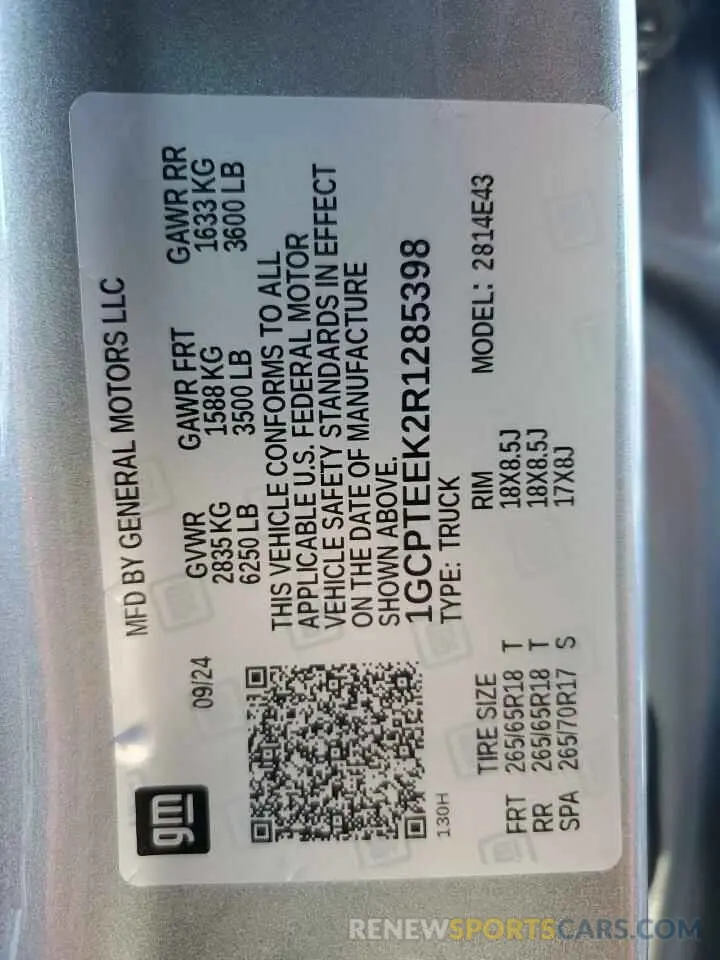 gm
MFD BY GENERAL MOTORS LLC
09/24
GVWR GAWR FRT GAWR RR
2835 KG 1588 KG 1633 KG
6250 LB 3500 LB 3600 LB
THIS VEHICLE CONFORMS TO ALL
APPLICABLE U.S. FEDERAL MOTOR
VEHICLE SAFETY STANDARDS IN EFFECT
ON THE DATE OF MANUFACTURE
SHOWN ABOVE.
1GCPTEEK2R1285398
130H
TYPE: TRUCK
MODEL: 2814E43
TIRE SIZE RIM
FRT 265/65R18 T 18X8.5J
RR 265/65R18 T 18X8.5J
SPA 265/70R17 S 17X8J
RENEWSPORTSCARS.COM